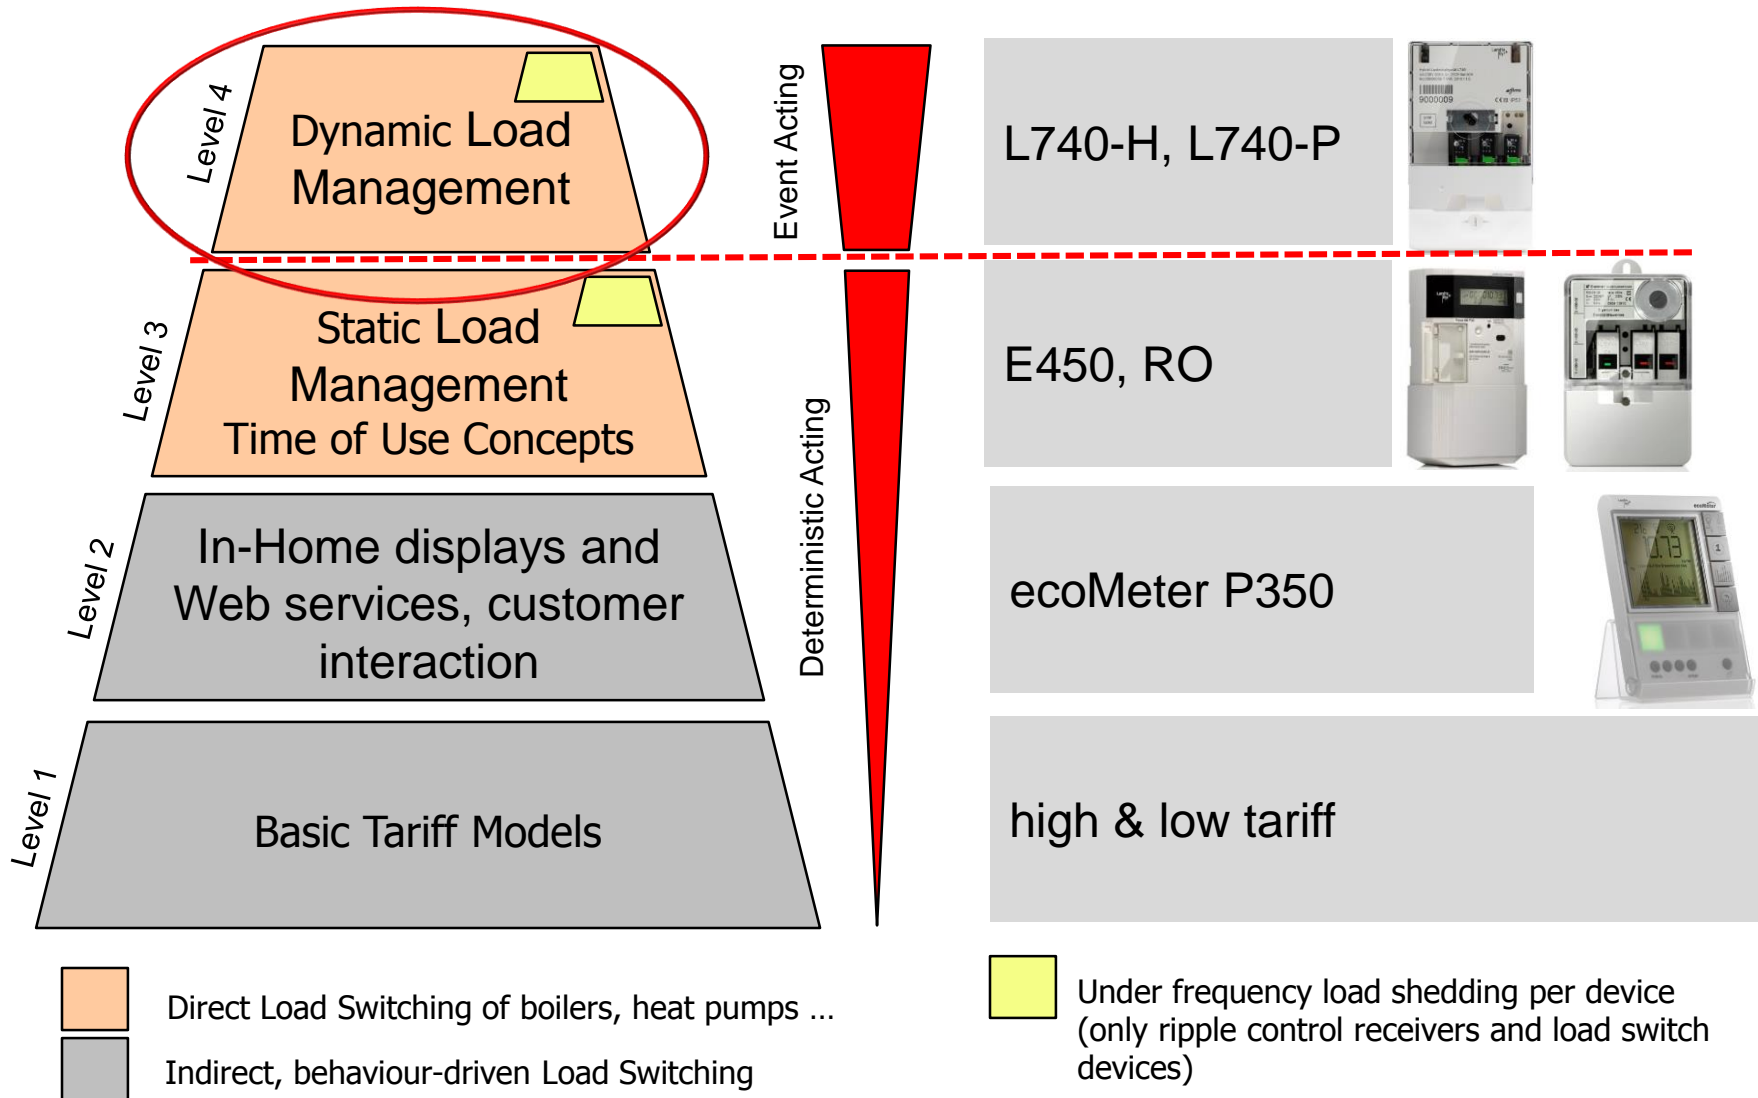 Level 4
Dynamic Load
Management
Event Acting
L740-H, L740-P
9000009
Level 3
Static Load
Management
Time of Use Concepts
Deterministic Acting
E450, RO
Level 2
In-Home displays and
Web services, customer
interaction
ecoMeter P350
ecoMeter
Level 1
Basic Tariff Models
high & low tariff
Direct Load Switching of boilers, heat pumps ...
Indirect, behaviour-driven Load Switching
Under frequency load shedding per device
(only ripple control receivers and load switch
devices)